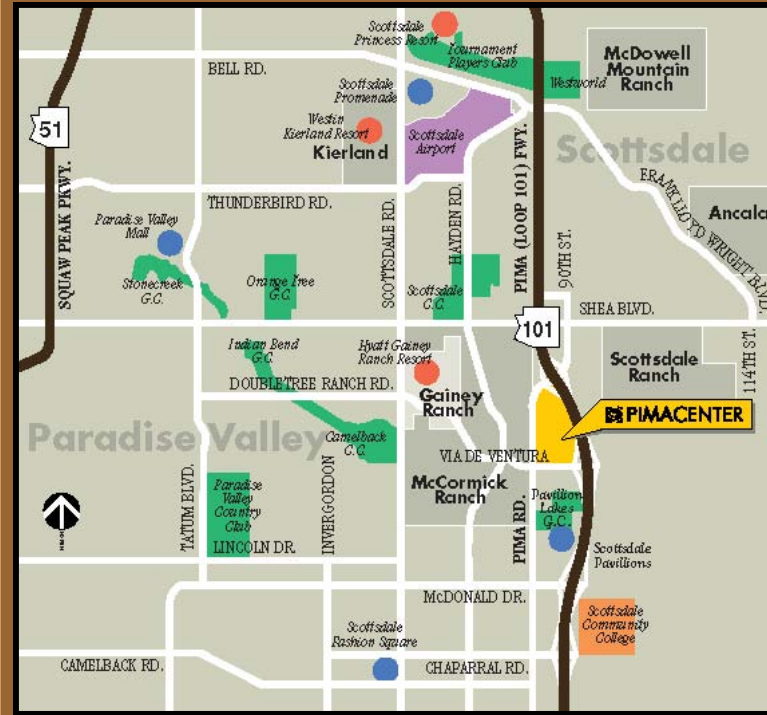 Scottsdale
Princess Resort
Tournament
Players Club
McDowell
Mountain
Ranch
BELL RD.
Westworld
Scottsdale
Promenade
51
Westin
Kierland Resort
Kierland
Scottsdale
Airport
Scottsdale
SQUAW PEAK PKWY.
THUNDERBIRD RD.
SCOTTSDALE RD.
HAYDEN RD.
PIMA (LOOP 101) FWY.
90TH ST.
FRANK LLOYD WRIGHT BLVD.
Ancala
Paradise Valley
Mall
Stonecreek
G.C.
Orange Tree
G.C.
Scottsdale
C.C.
SHEA BLVD.
101
114TH ST.
Indian Bend
G.C.
Hyatt Gainey
Ranch Resort
Scottsdale
Ranch
DOUBLETREE RANCH RD.
Gainey
Ranch
PIMACENTER
Paradise Valley
Camelback
G.C.
VIA DE VENTURA
TATUM BLVD.
Paradise
Valley
Country
Club
INVERGORDON
McCormick
Ranch
PIMA RD.
Pavillion
Lakes
G.C.
LINCOLN DR.
Scottsdale
Pavillions
McDONALD DR.
Scottsdale
Fashion Square
Scottsdale
Community
College
CAMELBACK RD.
CHAPARRAL RD.